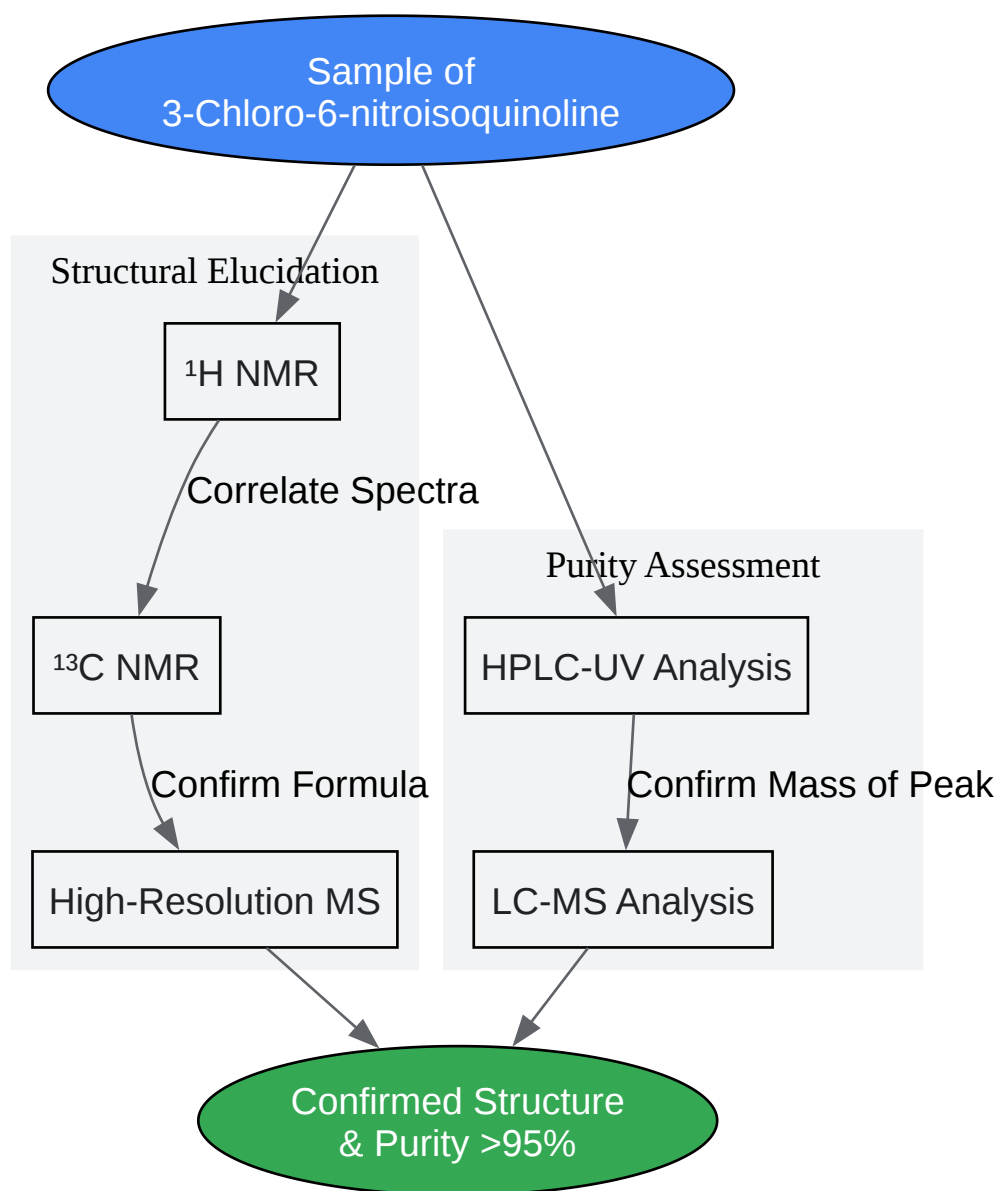 Sample of
3-Chloro-6-nitroisoquinoline
Structural Elucidation
¹H NMR
Correlate Spectra
¹³C NMR
Confirm Formula
High-Resolution MS
Purity Assessment
HPLC-UV Analysis
Confirm Mass of Peak
LC-MS Analysis
Confirmed Structure
& Purity >95%